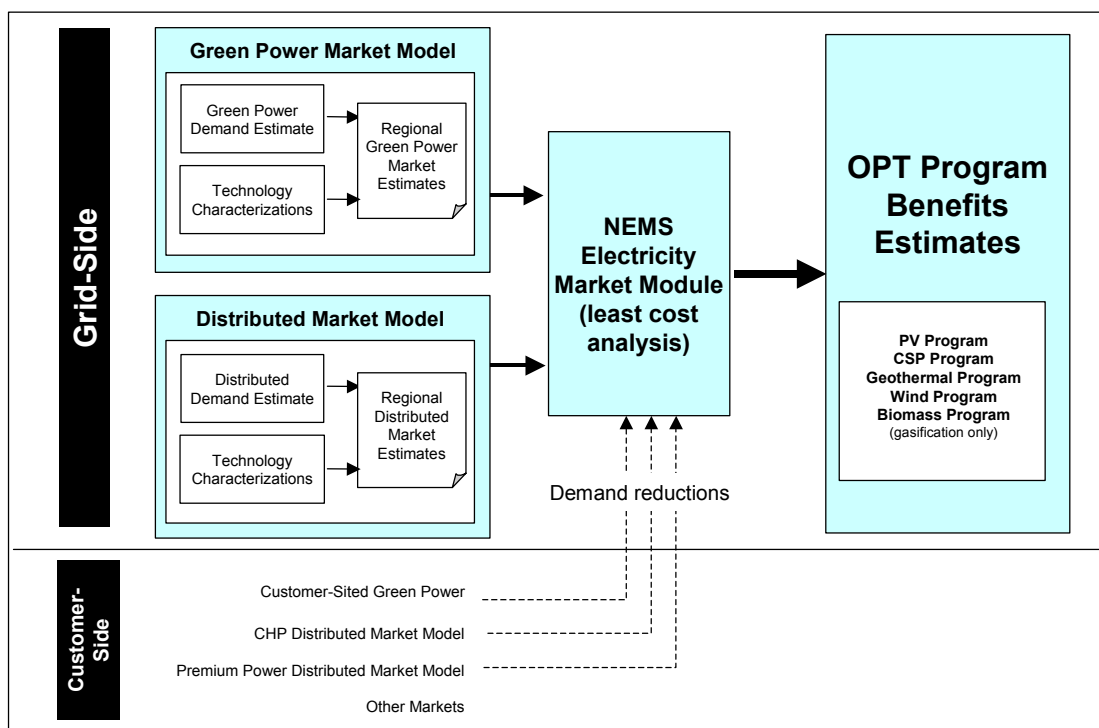 Grid-Side
Green Power Market Model
Green Power
Demand Estimate
Technology
Characterizations
Regional
Green Power
Market
Estimates
Distributed Market Model
Distributed
Demand Estimate
Technology
Characterizations
Regional
Distributed
Market
Estimates
NEMS
Electricity
Market Module
(least cost
analysis)
OPT Program
Benefits
Estimates
PV Program
CSP Program
Geothermal Program
Wind Program
Biomass Program
(gasification only)
Demand reductions
Customer-
Side
Customer-Sited Green Power
CHP Distributed Market Model
Premium Power Distributed Market Model
Other Markets